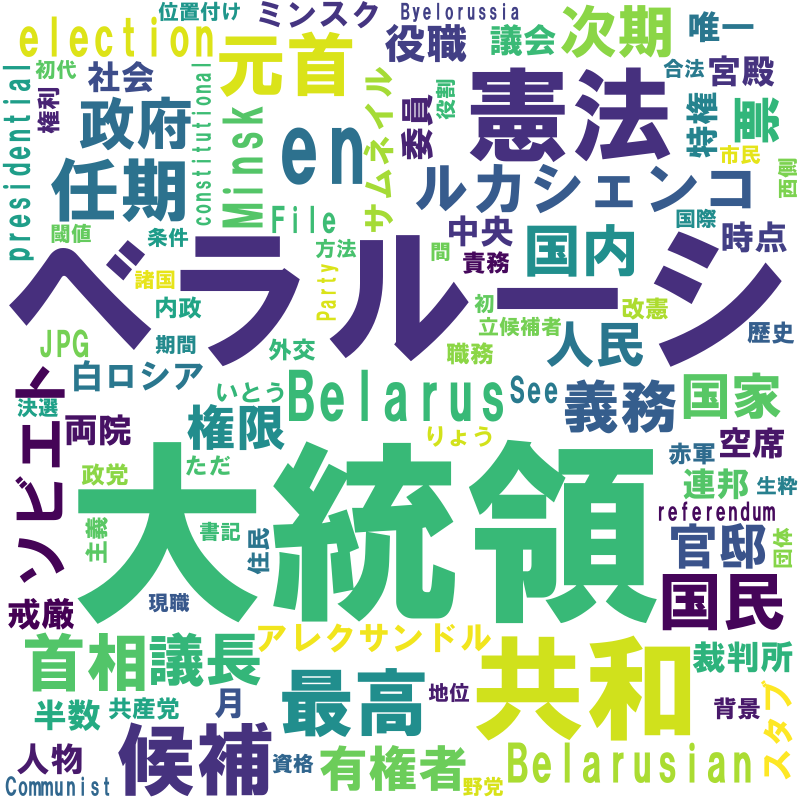 位置付け
ミンスク
Byelorussia
election
元首
役職
議会
次期
唯一
presidential
初代
社会
constitutional
Minsk
サムネイル
委員
役割
憲法
合法
宮殿
権利
政府
en
特権
票
市民
任期
File
ルカシェンコ
西側
閾値
条件
方法
間
中央
国内
国際
時点
責務
ベラルーシ
諸国
内政
Party
初
立候補者
改憲
歴史
JPG
期間
外交
職務
人民
白ロシア
いとう
Belarus
See
義務
国家
ソビエト
決選
両院
権限
りょう
空席
赤軍
政党
ただ
連邦
生粋
大統領
主義
書記
住民
referendum
官邸
団体
戒厳
現職
国民
アレクサンドル
首相
議長
共和
裁判所
最高
地位
半数
共産党
月
背景
スタブ
人物
候補
資格
有権者
Belarusian
野党
Communist